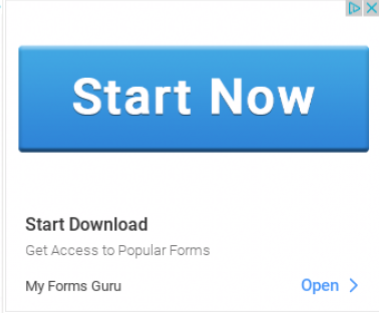 Start Now
Start Download
Get Access to Popular Forms
My Forms Guru
Open